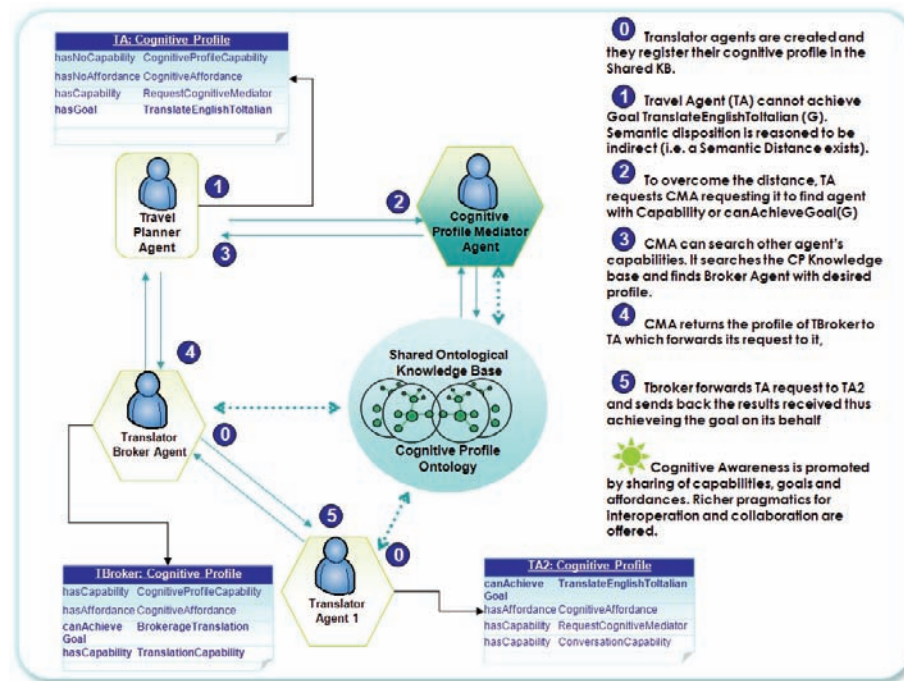 TA: Cognitive Profile
hasNoCapability CognitiveProfileCapability
hasNoAffordance CognitiveAffordance
hasCapability RequestCognitiveMediator
hasGoal TranslateEnglishToItalian
1
Travel
Planner
Agent
2
3
Cognitive
Profile Mediator
Agent
4
Translator
Broker Agent
0
Shared Ontological
Knowledge Base
Cognitive Profile
Ontology
5
0
Translator
Agent 1
TBroker: Cognitive Profile
hasCapability CognitiveProfileCapability
hasAffordance CognitiveAffordance
canAchieve BrokerageTranslation
Goal
hasCapability TranslationCapability
TA2: Cognitive Profile
canAchieve TranslateEnglishToItalian
Goal
hasAffordance CognitiveAffordance
hasCapability RequestCognitiveMediator
hasCapability ConversationCapability
0 Translator agents are created and
they register their cognitive profile in the
Shared KB.
1 Travel Agent (TA) cannot achieve
Goal TranslateEnglishToItalian (G).
Semantic disposition is reasoned to be
indirect (i.e. a Semantic Distance exists).
2 To overcome the distance, TA
requests CMA requesting it to find agent
with Capability or canAchieveGoal(G)
3 CMA can search other agent's
capabilities. It searches the CP Knowledge
base and finds Broker Agent with desired
profile.
4 CMA returns the profile of TBroker to
TA which forwards its request to it,
5 Tbroker forwards TA request to TA2
and sends back the results received thus
achieveing the goal on its behalf
Cognitive Awareness is promoted
by sharing of capabilities, goals and
affordances. Richer pragmatics for
interoperation and collaboration are
offered.